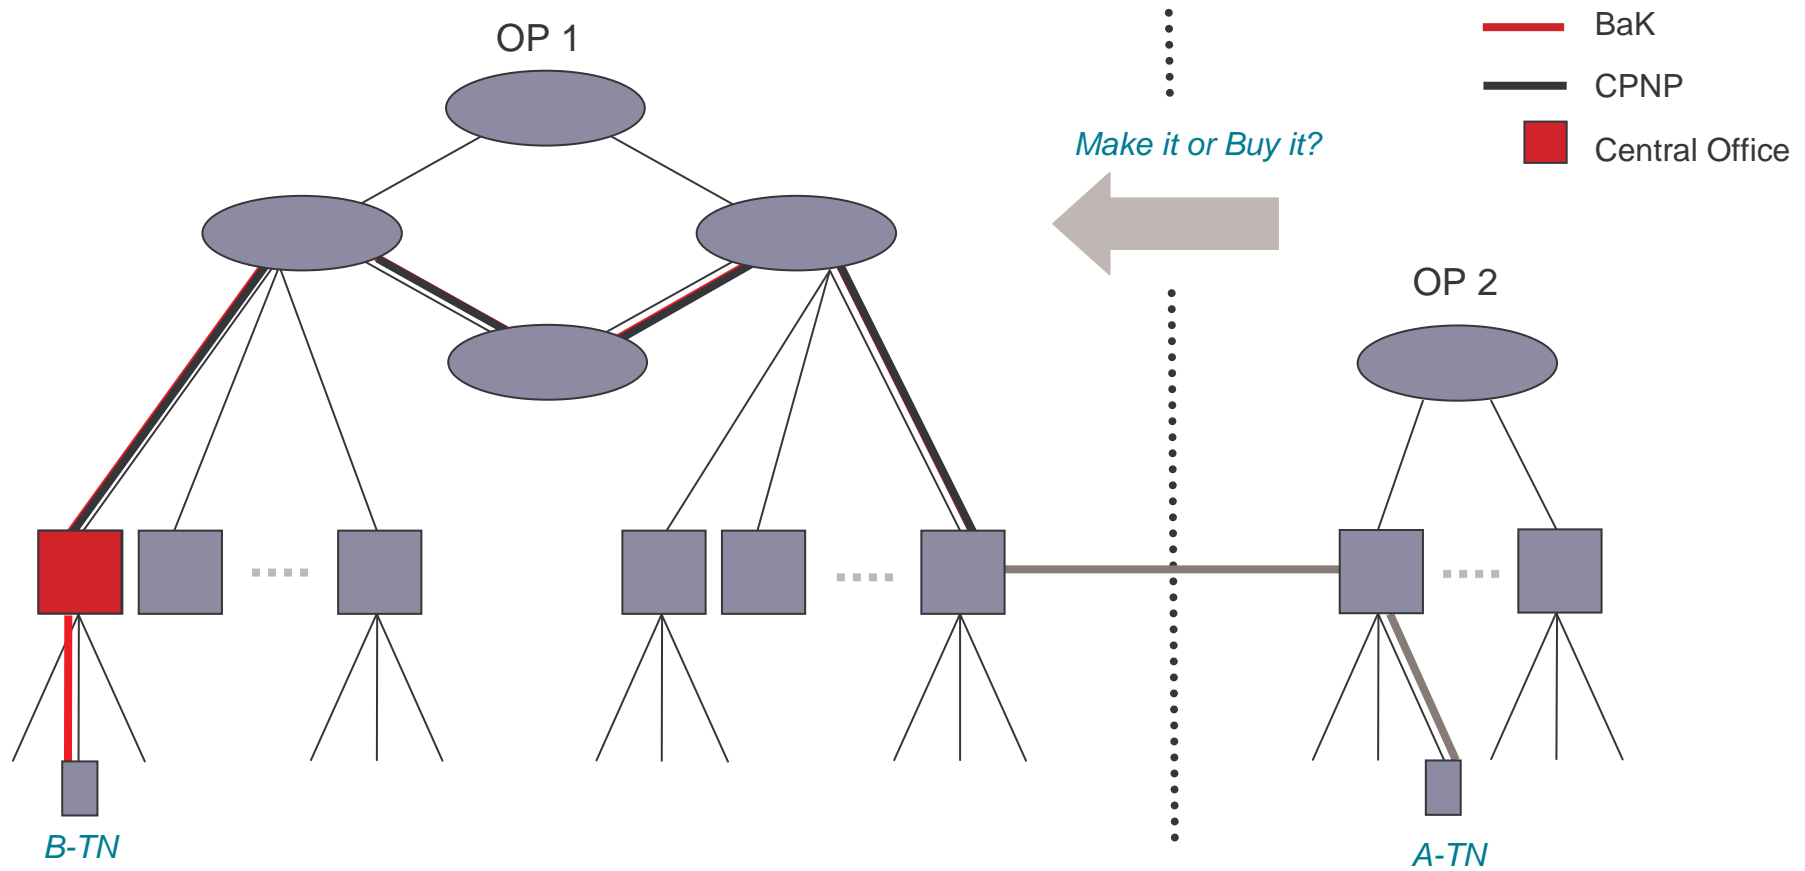 OP 1
BaK
CPNP
Make it or Buy it?
Central Office
OP 2
B-TN
A-TN